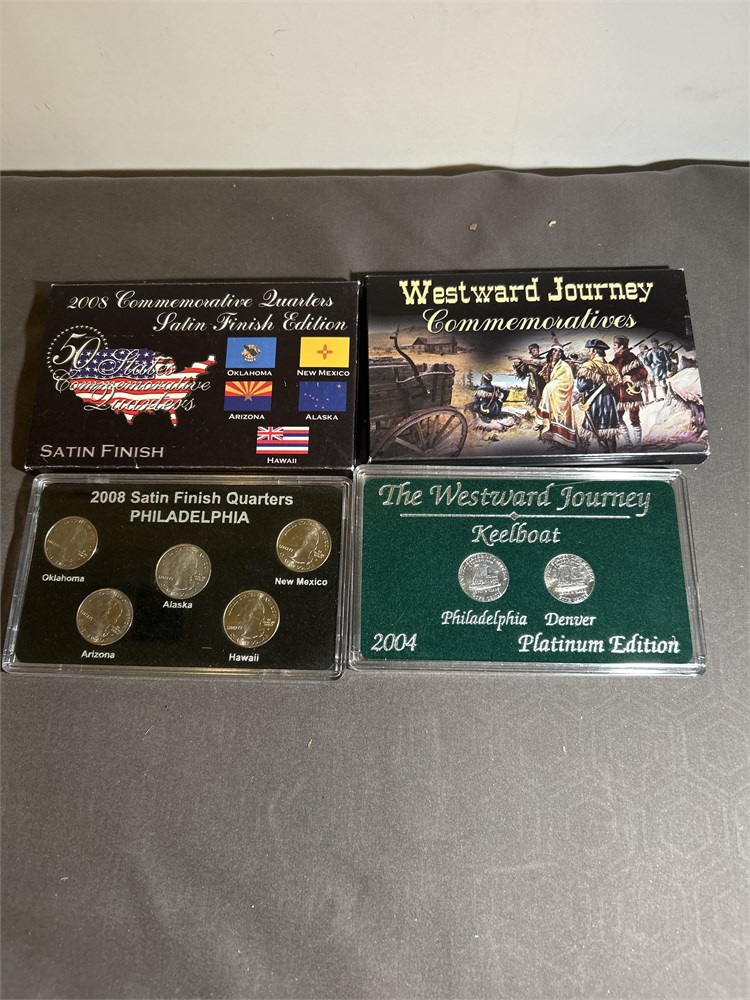 2008 Commemorative Quarters
Satin Finish Edition
50 States
Commemorative
Quarters
OKLAHOMA
NEW MEXICO
ARIZONA
ALASKA
HAWAII
SATIN FINISH
Westward Journey
Commemoratives
2008 Satin Finish Quarters
PHILADELPHIA
Oklahoma
New Mexico
Alaska
Arizona
Hawaii
The Westward Journey
Keelboat
Philadelphia
Denver
2004
Platinum Edition